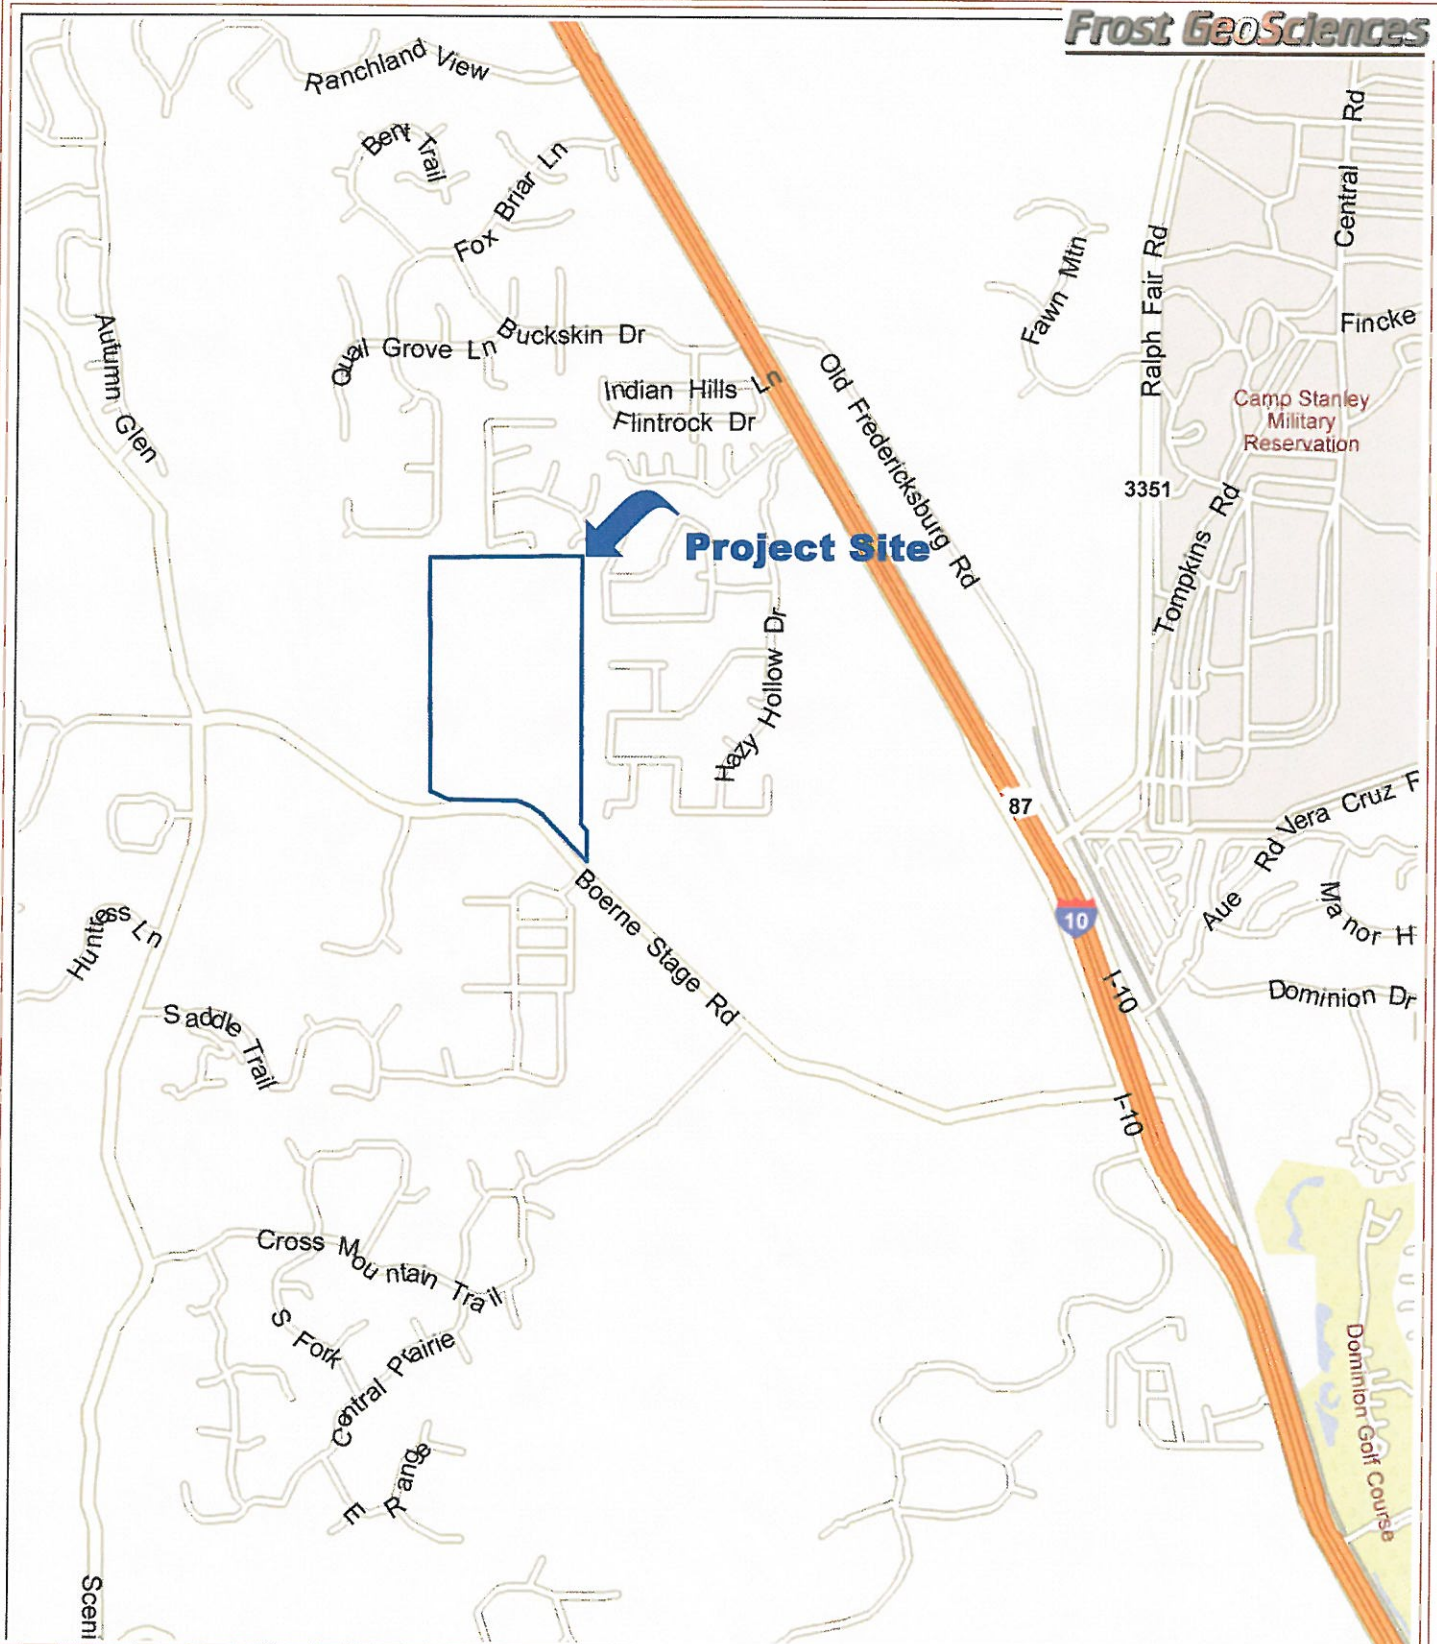 Frost GeoSciences
Ranchland View
Bent Trail
Fox Briar Ln
Central Rd
Fawn Mtn
Ralph Fair Rd
Fincke
Autumn Glen
Quail Grove Ln
Buckskin Dr
Indian Hills Ln
Flintrock Dr
Old Fredericksburg Rd
Camp Stanley
Military
Reservation
3351
Tompkins Rd
Project Site
Hazy Hollow Dr
87
Vera Cruz R
Aue Rd
Manor H
10
Huntress Ln
Boerne Stage Rd
I-10
Dominion Dr
Saddle Trail
I-10
Cross Mountain Trail
S Fork
Central Prairie
E Range
Dominion Golf Course
Sceni